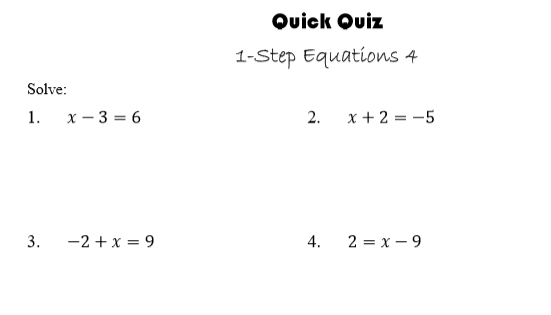 Quick Quiz
1-Step Equations 4
Solve:
1. x − 3 = 6 2. x + 2 = −5
3. −2 + x = 9 4. 2 = x − 9